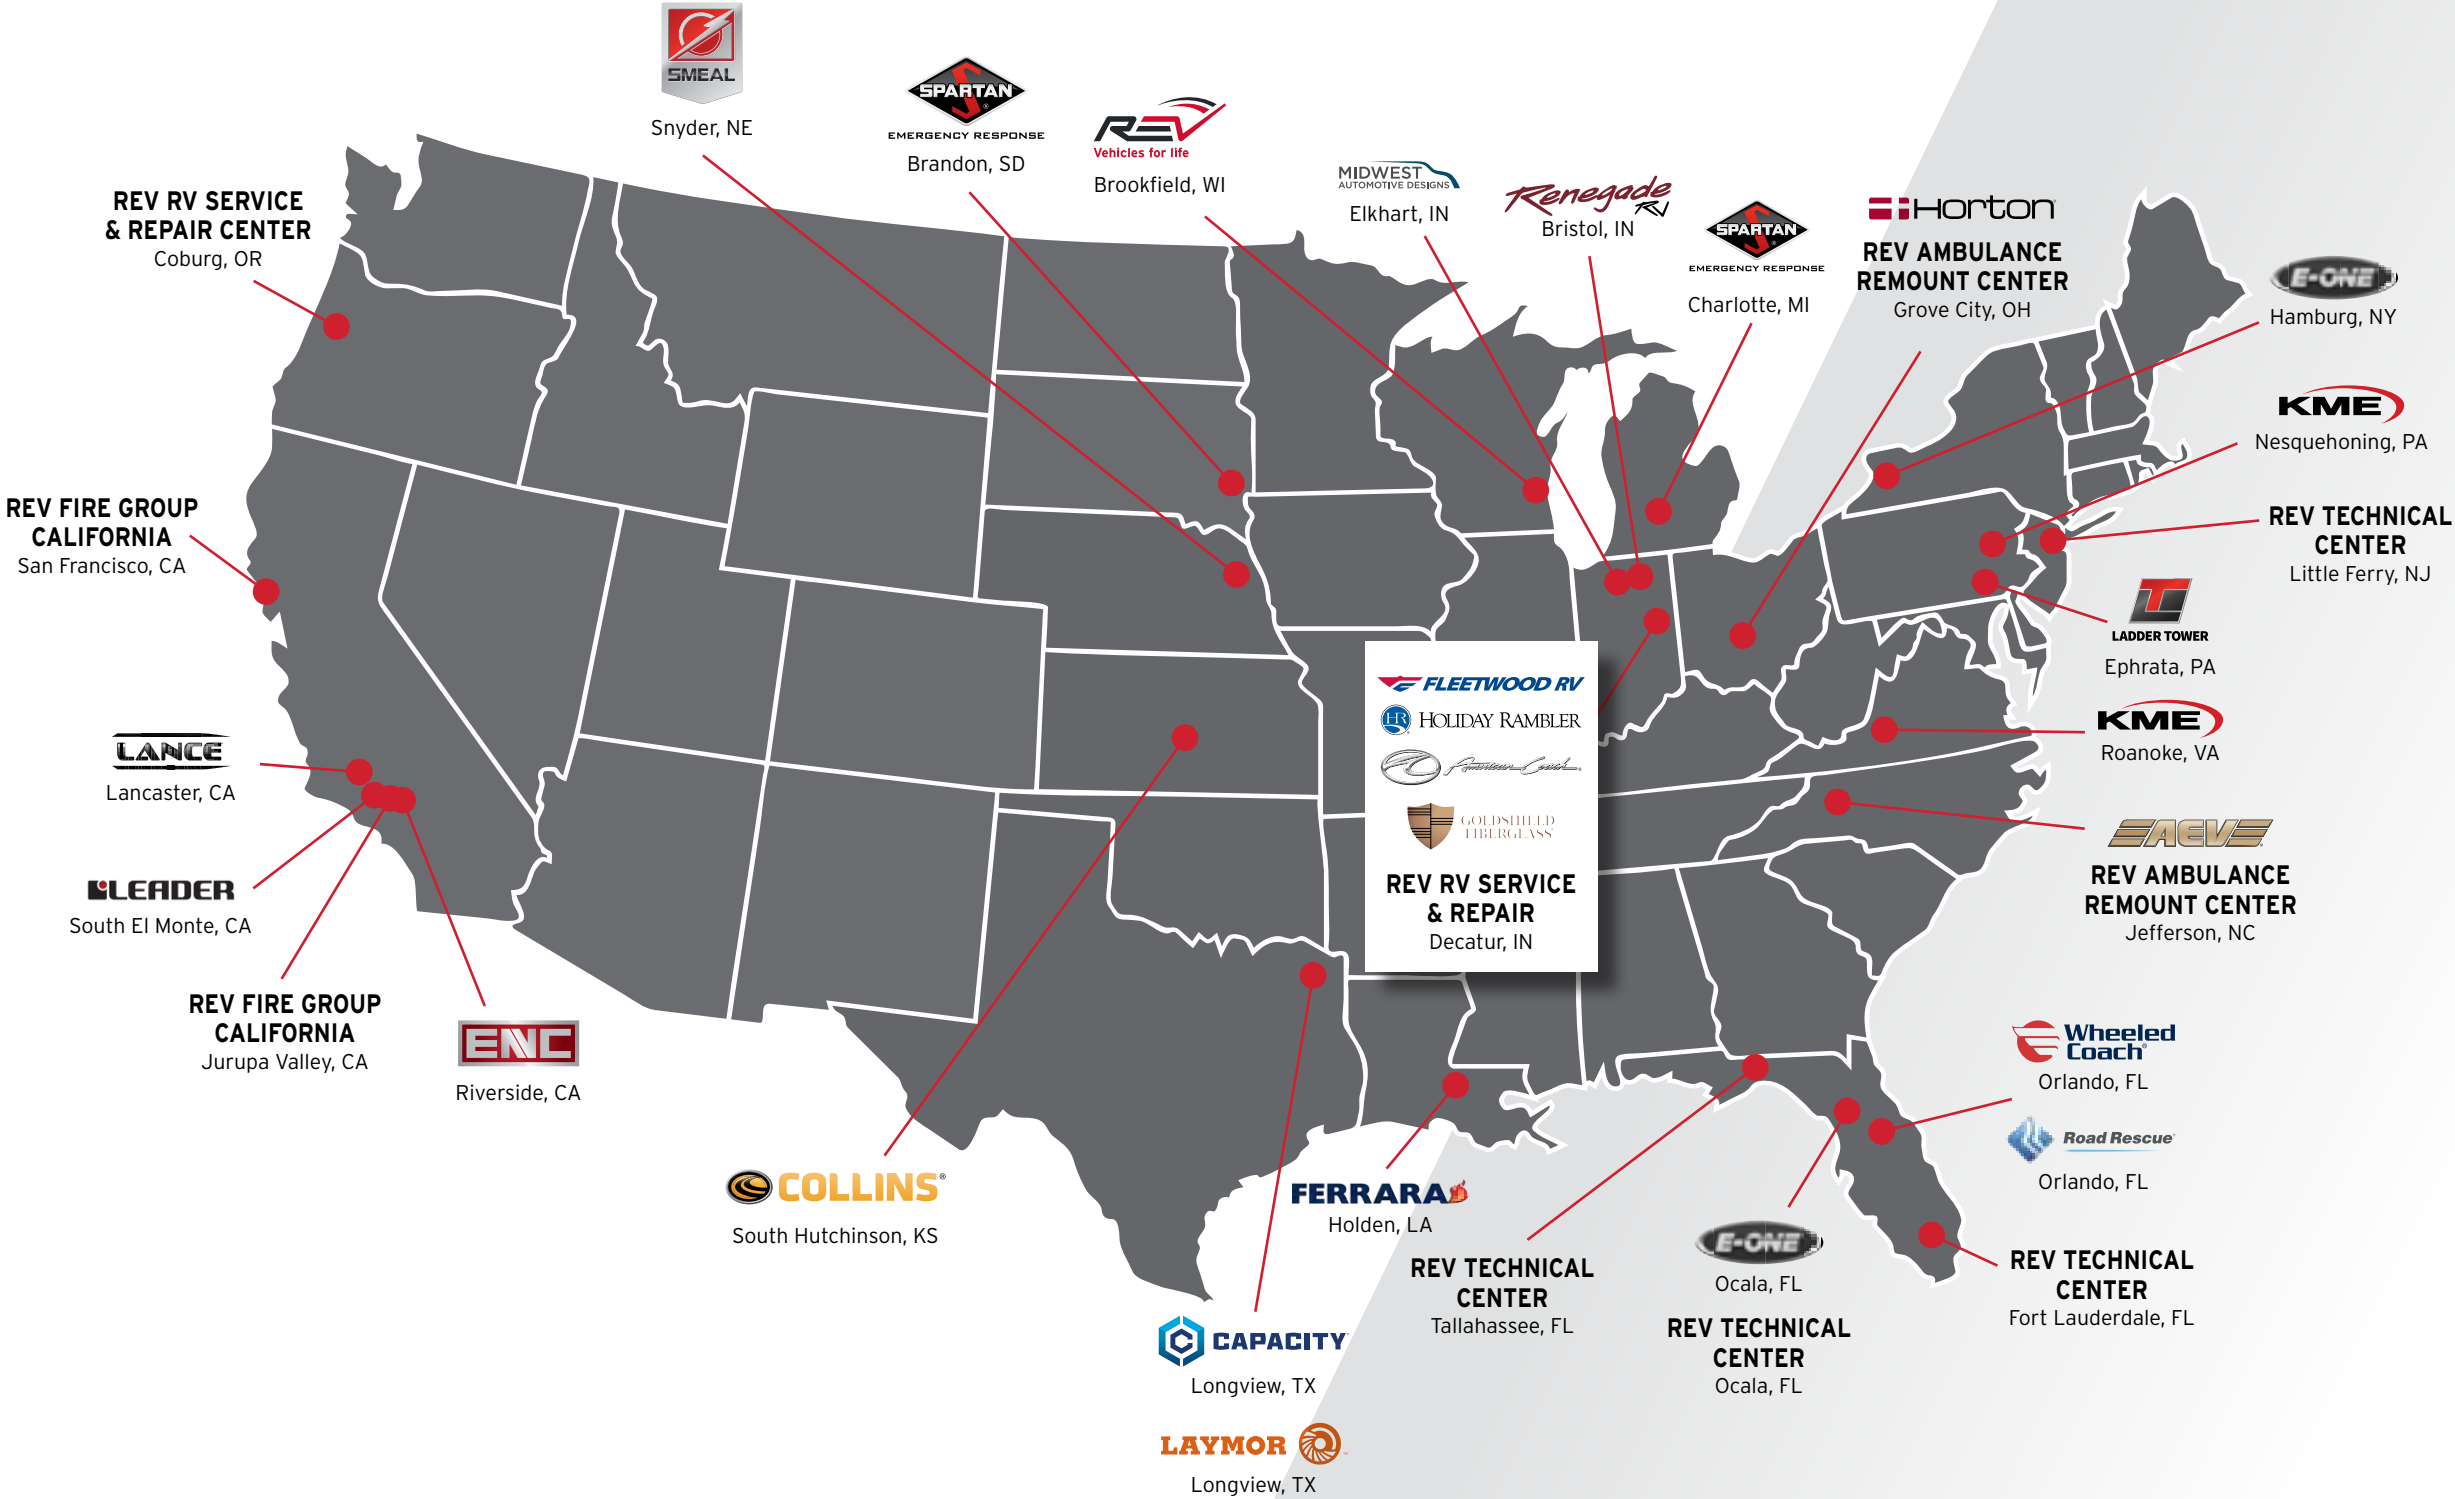 SMEAL
Snyder, NE
SPARTAN
EMERGENCY RESPONSE
Brandon, SD
REV
Vehicles for life
Brookfield, WI
MIDWEST
AUTOMOTIVE DESIGNS
Elkhart, IN
Renegade
RV
Bristol, IN
SPARTAN
EMERGENCY RESPONSE
Charlotte, MI
Horton
REV AMBULANCE
REMOUNT CENTER
Grove City, OH
E-ONE
Hamburg, NY
KME
Nesquehoning, PA
REV TECHNICAL
CENTER
Little Ferry, NJ
LADDER TOWER
Ephrata, PA
KME
Roanoke, VA
AEV
REV AMBULANCE
REMOUNT CENTER
Jefferson, NC
Wheeled
Coach
Orlando, FL
Road Rescue
Orlando, FL
REV TECHNICAL
CENTER
Fort Lauderdale, FL
E-ONE
Ocala, FL
REV TECHNICAL
CENTER
Ocala, FL
REV TECHNICAL
CENTER
Tallahassee, FL
FERRARA
Holden, LA
C CAPACITY
Longview, TX
LAYMOR
Longview, TX
COLLINS®
South Hutchinson, KS
FLEETWOOD RV
HR HOLIDAY RAMBLER
American Coach
GOLDSHIELD
FIBERGLASS
REV RV SERVICE
& REPAIR
Decatur, IN
REV RV SERVICE
& REPAIR CENTER
Coburg, OR
REV FIRE GROUP
CALIFORNIA
San Francisco, CA
LANCE
Lancaster, CA
LEADER
South El Monte, CA
REV FIRE GROUP
CALIFORNIA
Jurupa Valley, CA
ENC
Riverside, CA